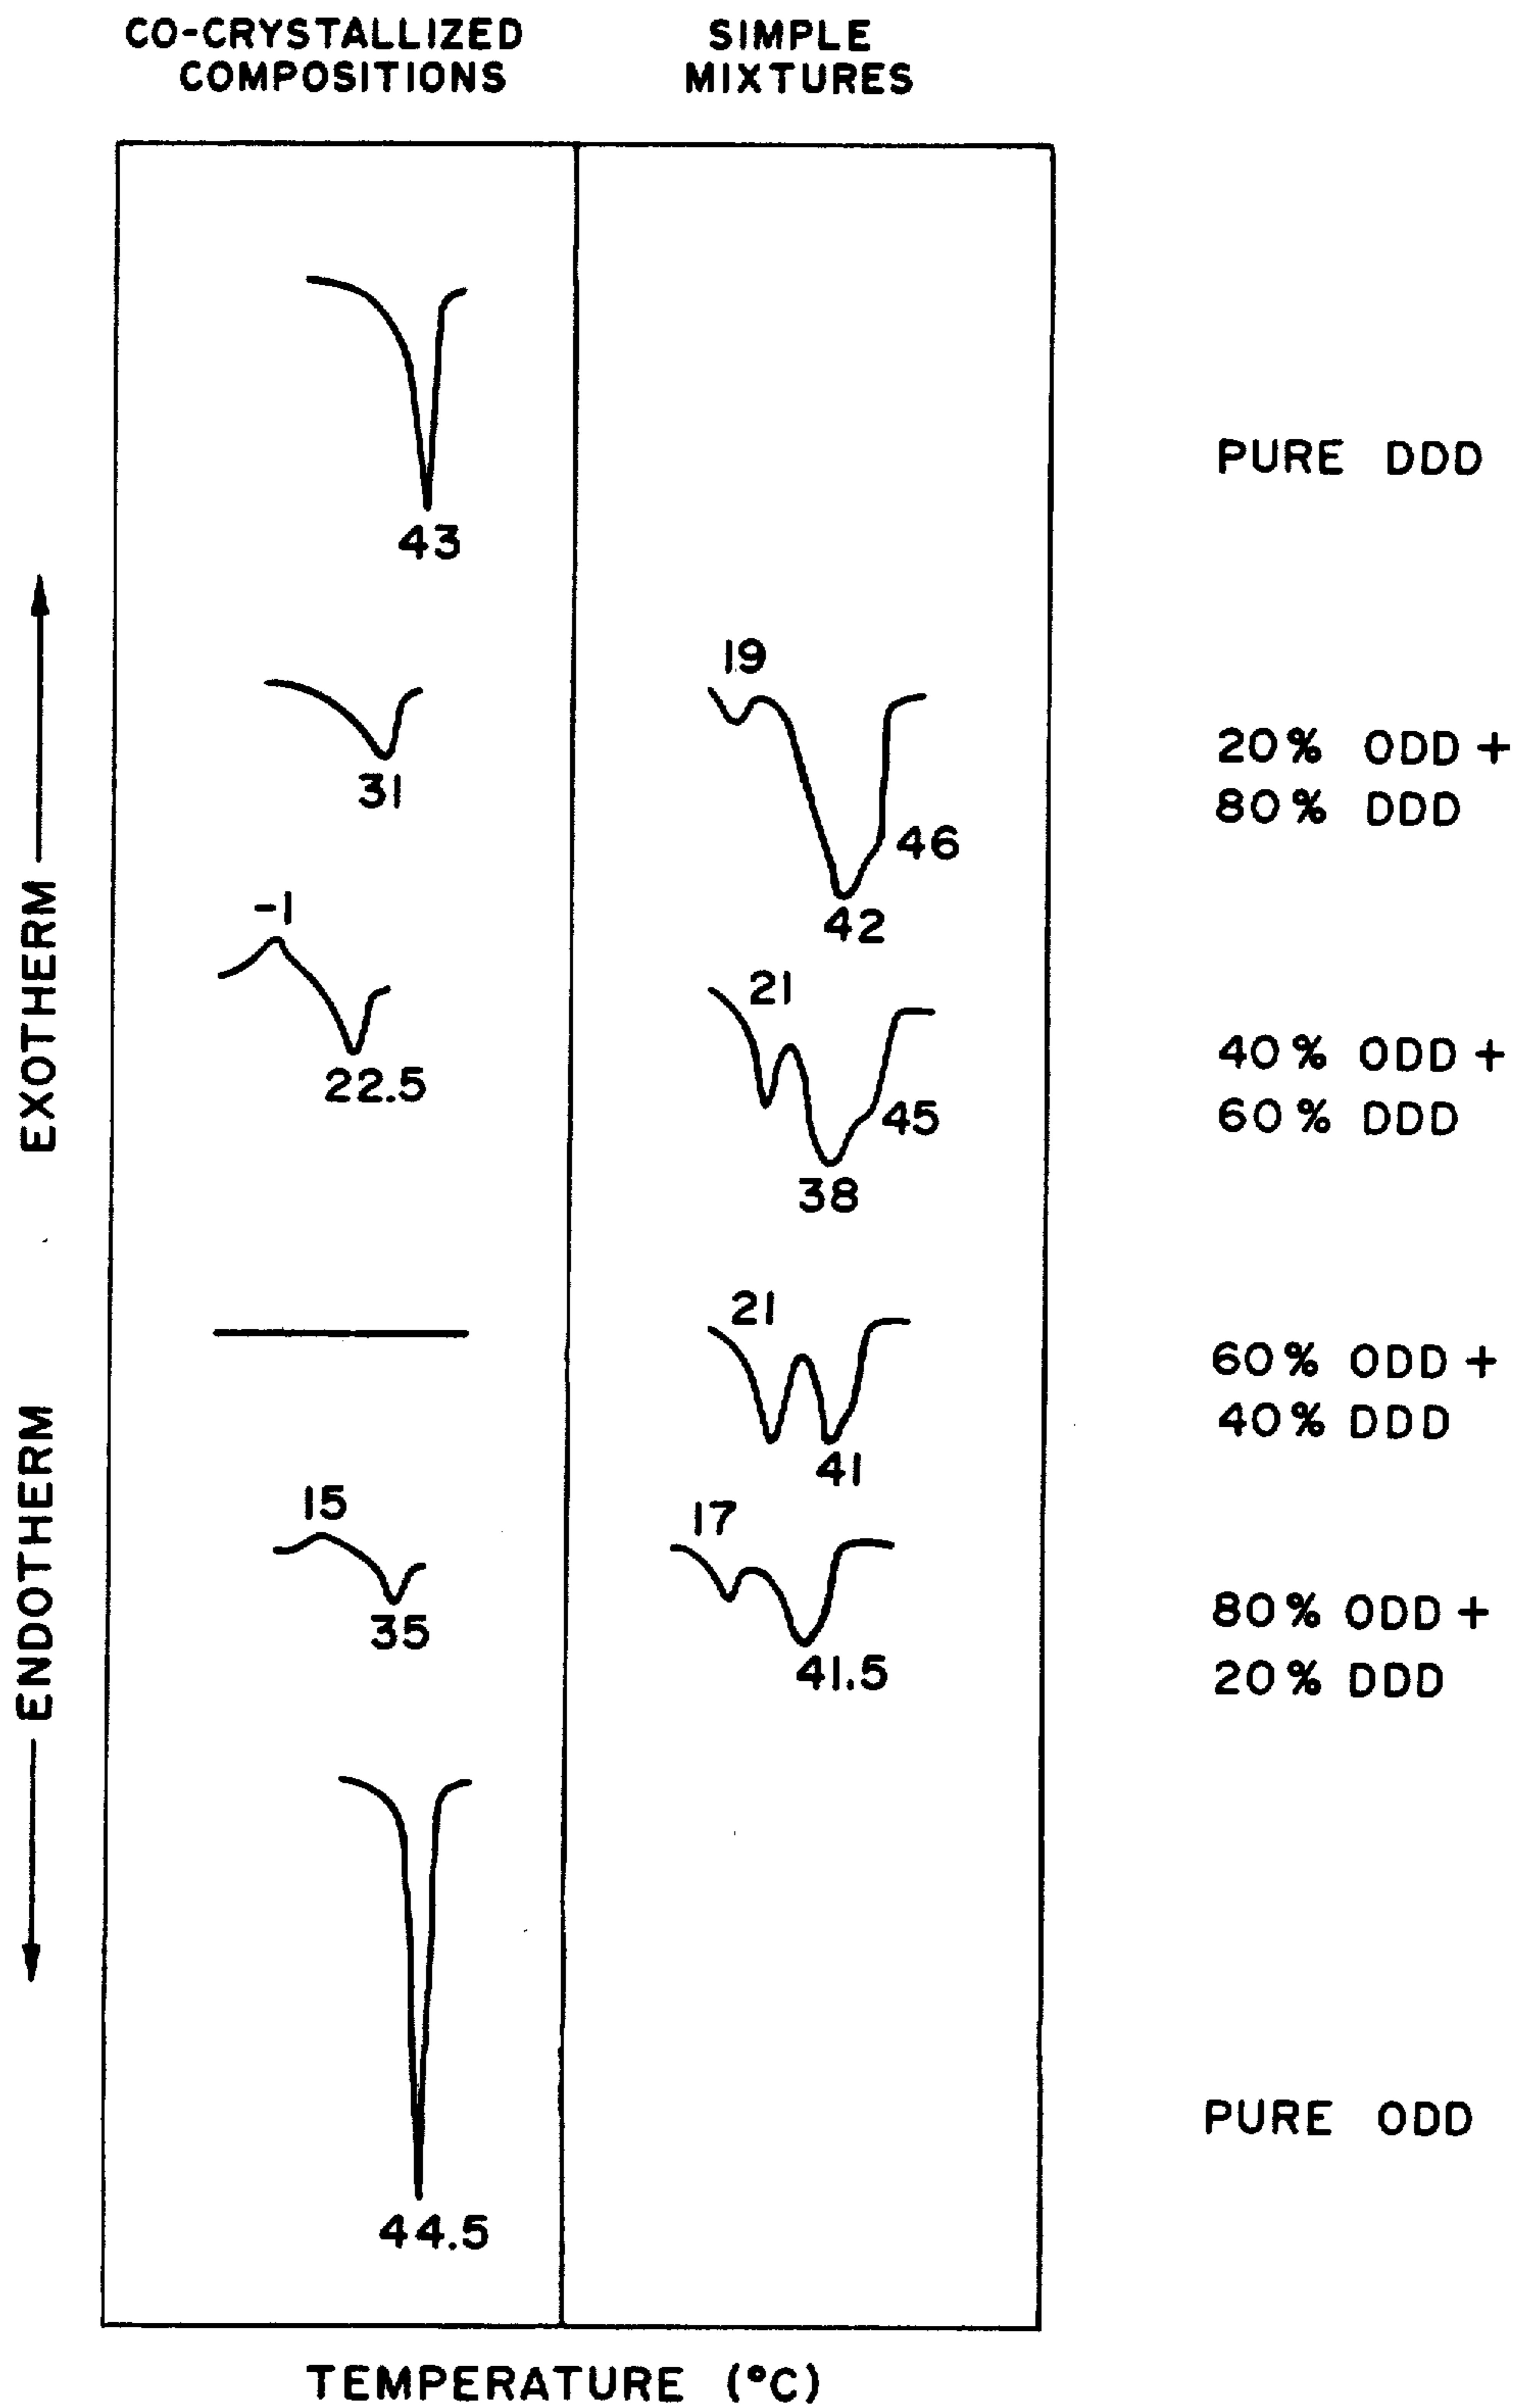 CO-CRYSTALLIZED
COMPOSITIONS
SIMPLE
MIXTURES
43
PURE DDD
31
19
46
42
20% ODD +
80% DDD
-1
22.5
21
45
38
40% ODD +
60% DDD
21
41
60% ODD +
40% DDD
15
35
17
41.5
80% ODD +
20% DDD
44.5
PURE ODD
EXOTHERM
ENDOTHERM
TEMPERATURE (°C)